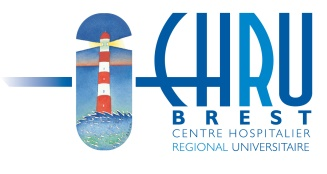 CHRU
BREST
CENTRE HOSPITALIER
REGIONAL UNIVERSITAIRE